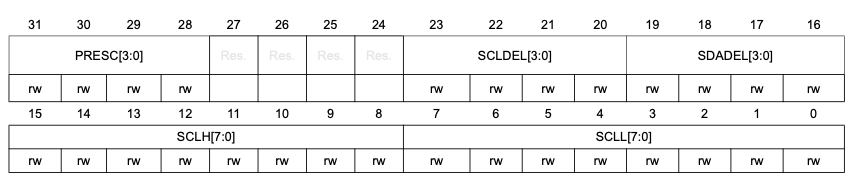 31 30 29 28 27 26 25 24 23 22 21 20 19 18 17 16
PRESC[3:0] Res. Res. Res. Res. SCLDEL[3:0] SDADEL[3:0]
rw rw rw rw rw rw rw rw rw rw rw rw
15 14 13 12 11 10 9 8 7 6 5 4 3 2 1 0
SCLH[7:0] SCLL[7:0]
rw rw rw rw rw rw rw rw rw rw rw rw rw rw rw rw